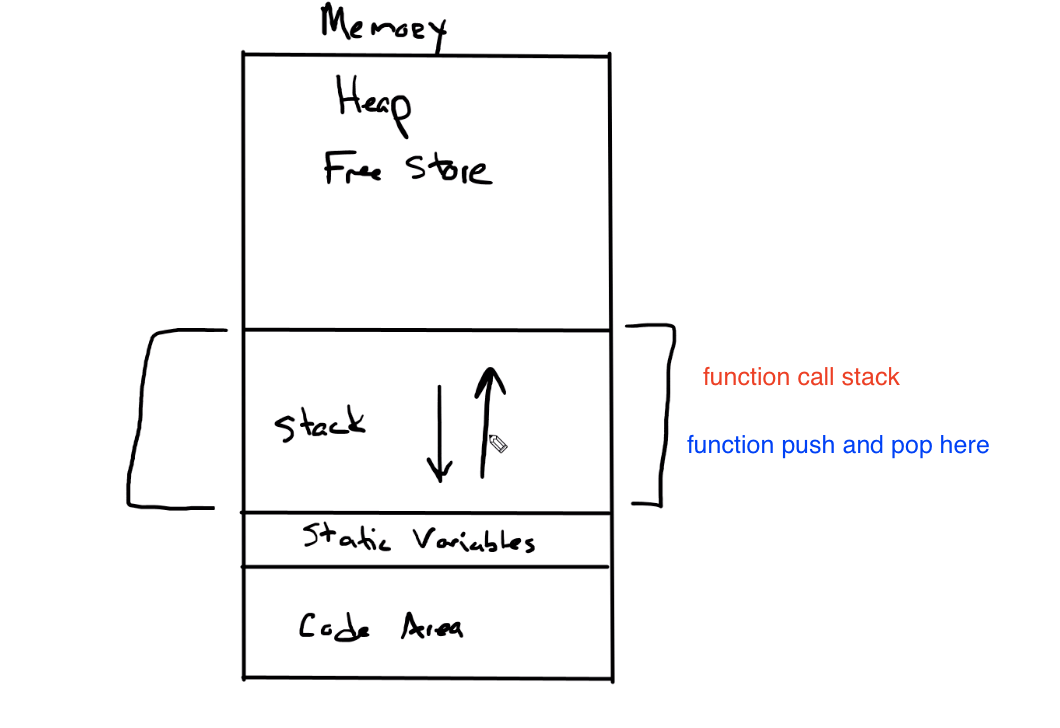 Memory
Heap
Free Store
function call stack
Stack
function push and pop here
Static Variables
Code Area